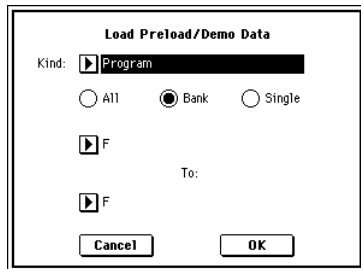 Load Preload/Demo Data
Kind: Program
All Bank Single
F
To:
F
Cancel OK